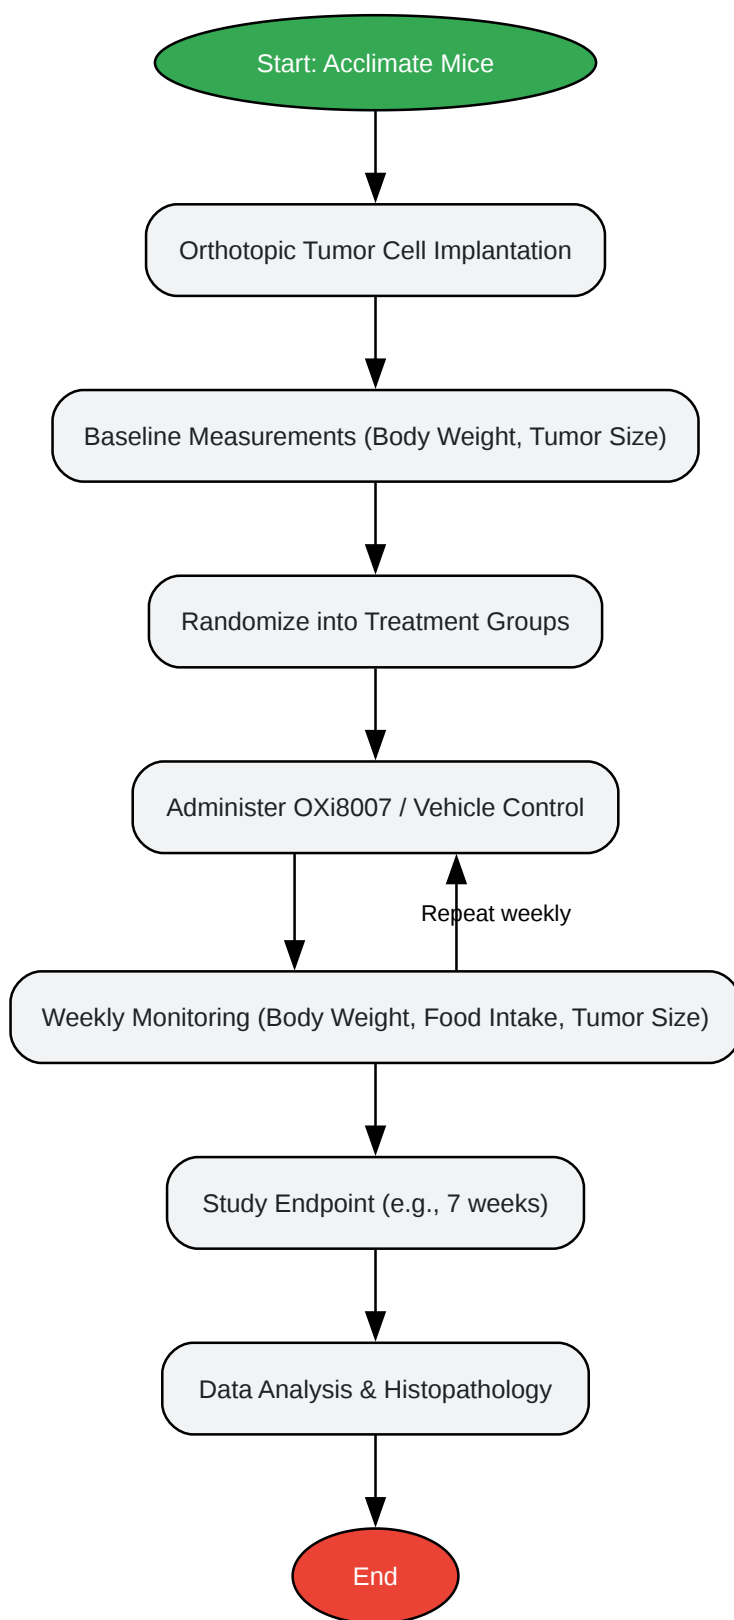 Start: Acclimate Mice
Orthotopic Tumor Cell Implantation
Baseline Measurements (Body Weight, Tumor Size)
Randomize into Treatment Groups
Administer OXi8007 / Vehicle Control
Repeat weekly
Weekly Monitoring (Body Weight, Food Intake, Tumor Size)
Study Endpoint (e.g., 7 weeks)
Data Analysis & Histopathology
End